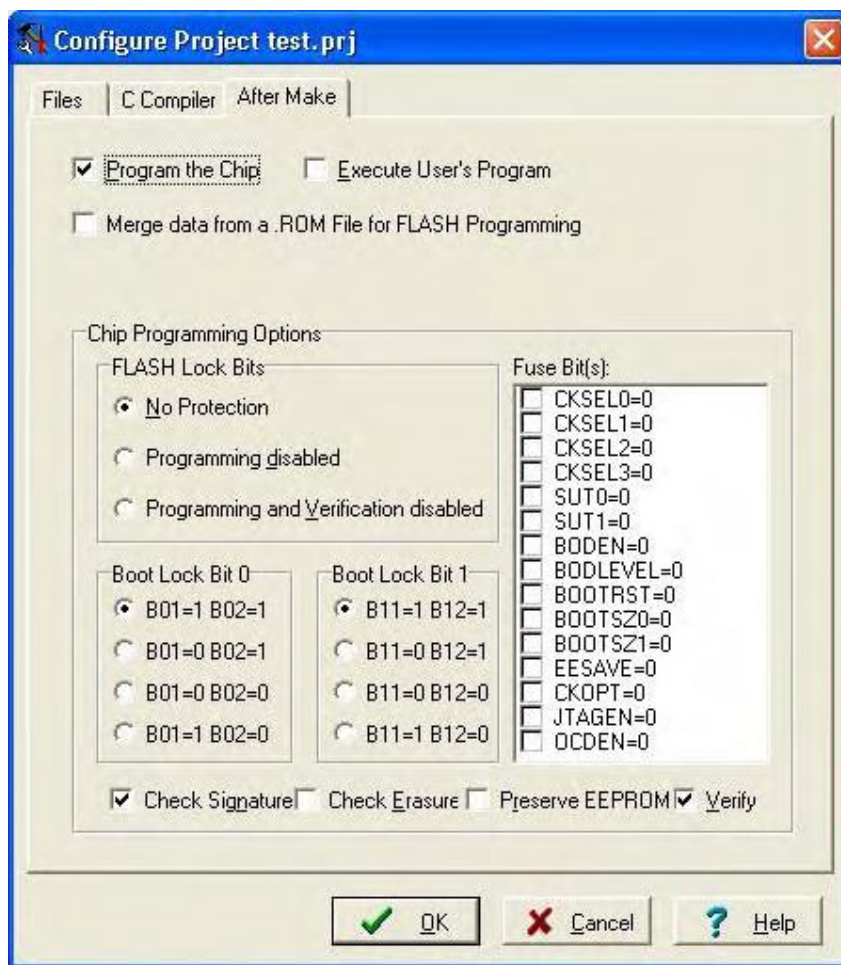 Configure Project test.prj
Files C Compiler After Make
Program the Chip Execute User's Program
Merge data from a .ROM File for FLASH Programming
Chip Programming Options
FLASH Lock Bits
No Protection
Programming disabled
Programming and Verification disabled
Fuse Bit(s):
CKSEL0=0
CKSEL1=0
CKSEL2=0
CKSEL3=0
SUT0=0
SUT1=0
BODEN=0
BODLEVEL=0
BOOTRST=0
BOOTSZ0=0
BOOTSZ1=0
EESAVE=0
CKOPT=0
JTAGEN=0
OCDEN=0
Boot Lock Bit 0
B01=1 B02=1
B01=0 B02=1
B01=0 B02=0
B01=1 B02=0
Boot Lock Bit 1
B11=1 B12=1
B11=0 B12=1
B11=0 B12=0
B11=1 B12=0
Check Signature Check Erasure Preserve EEPROM Verify
OK Cancel Help